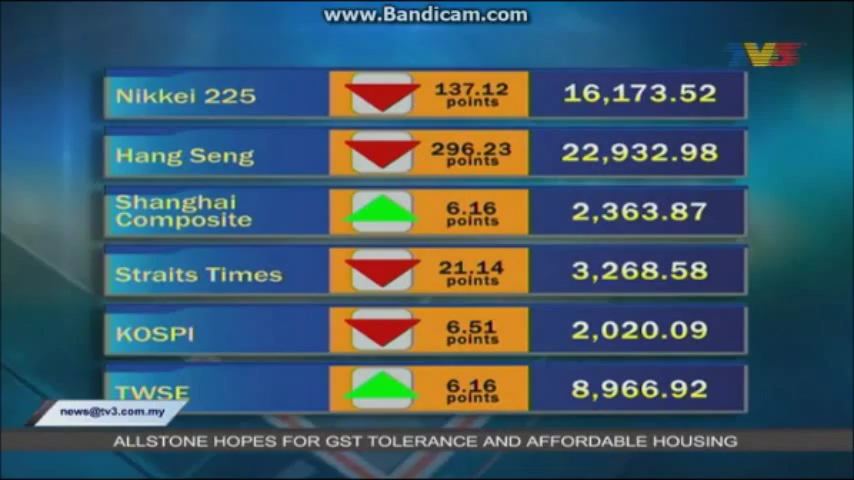 www.Bandicam.com
TV3
Nikkei 225 137.12 points 16,173.52
Hang Seng 296.23 points 22,932.98
Shanghai Composite 6.16 points 2,363.87
Straits Times 21.14 points 3,268.58
KOSPI 6.51 points 2,020.09
TWSE 6.16 points 8,966.92
news@tv3.com.my
ALLSTONE HOPES FOR GST TOLERANCE AND AFFORDABLE HOUSING